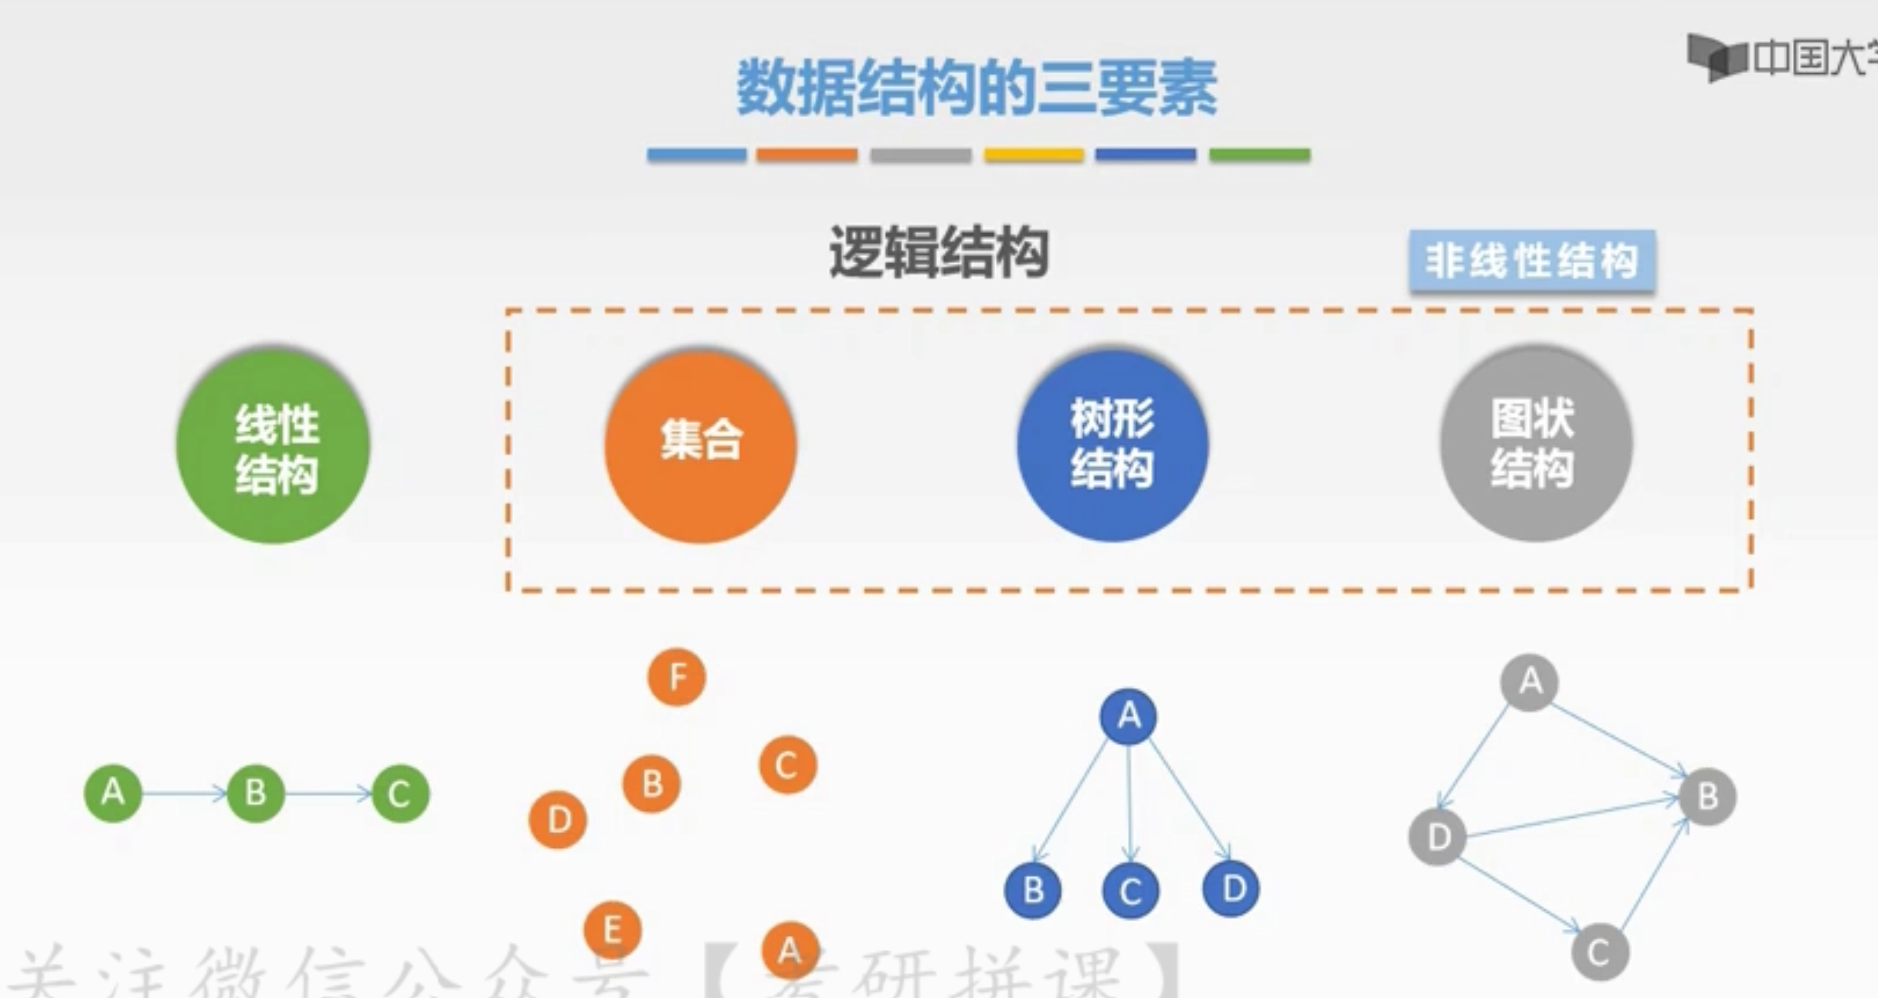 中国大学
数据结构的三要素
逻辑结构
非线性结构
线性
结构
集合
树形
结构
图状
结构
A
B
C
F
B
C
D
E
A
A
B
C
D
A
B
D
C
关注微信公众号【考研拼课】